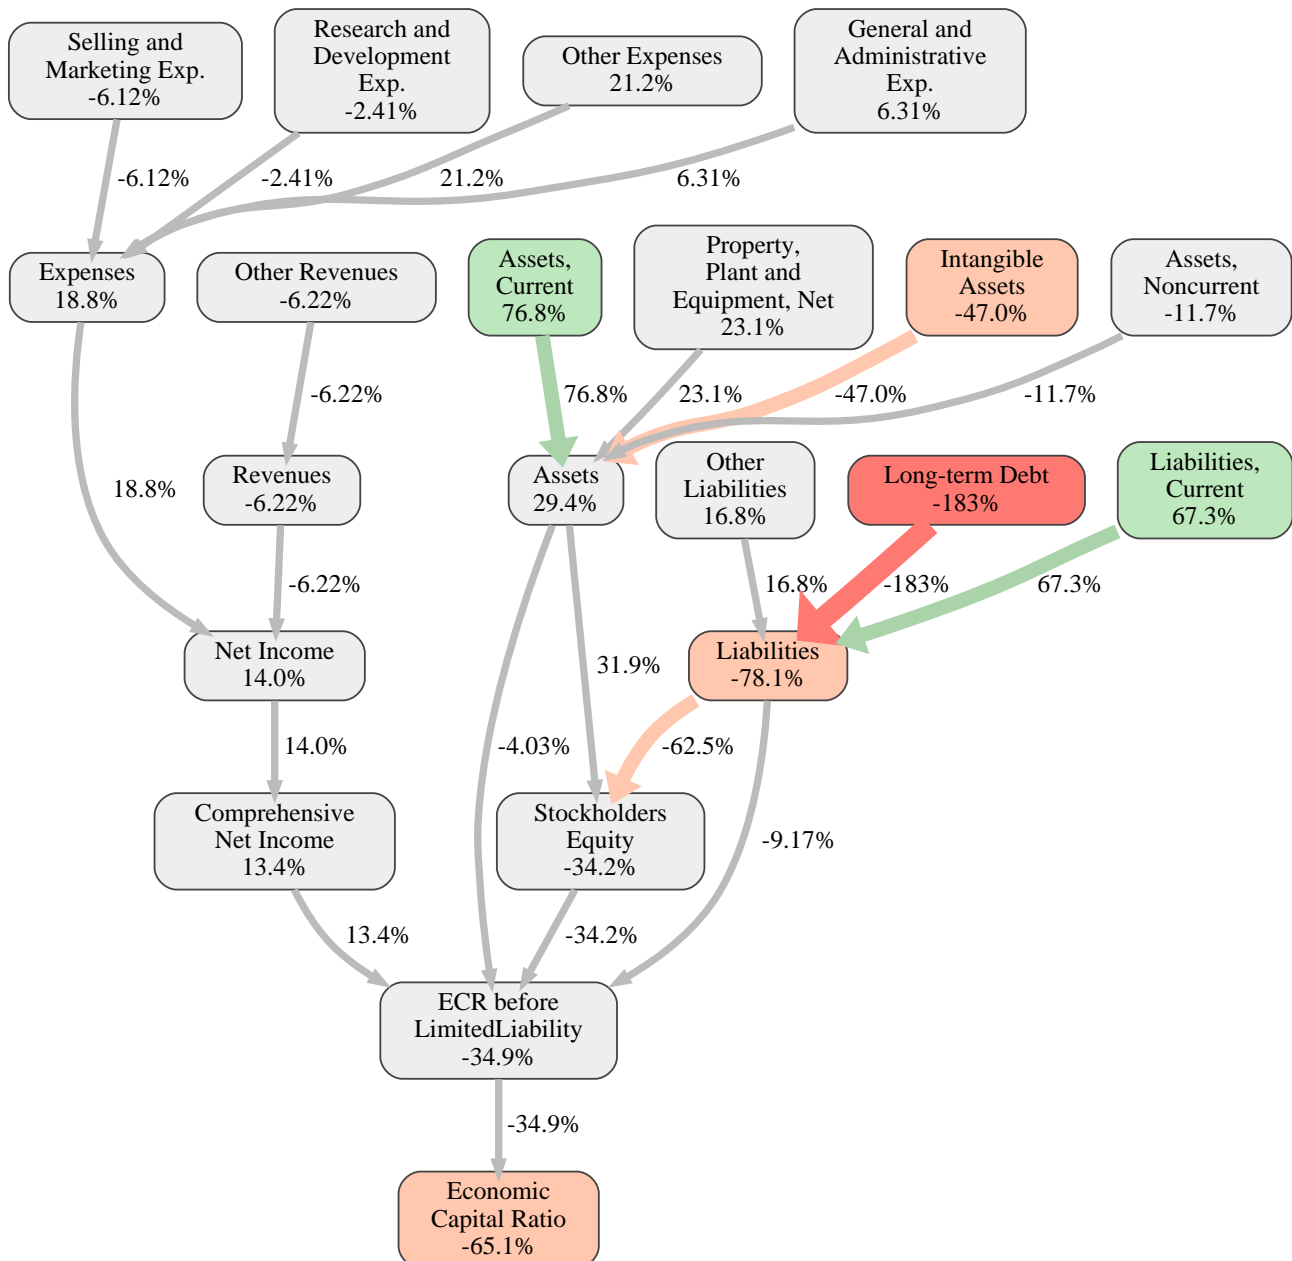 Selling and
Marketing Exp.
-6.12%
Research and
Development
Exp.
-2.41%
Other Expenses
21.2%
General and
Administrative
Exp.
6.31%
-6.12%
-2.41%
21.2%
6.31%
Expenses
18.8%
Other Revenues
-6.22%
Assets,
Current
76.8%
Property,
Plant and
Equipment, Net
23.1%
Intangible
Assets
-47.0%
Assets,
Noncurrent
-11.7%
-6.22%
76.8%
23.1%
-47.0%
-11.7%
18.8%
Revenues
-6.22%
Assets
29.4%
Other
Liabilities
16.8%
Long-term Debt
-183%
Liabilities,
Current
67.3%
-6.22%
16.8%
-183%
67.3%
Net Income
14.0%
31.9%
Liabilities
-78.1%
14.0%
-4.03%
-62.5%
Comprehensive
Net Income
13.4%
Stockholders
Equity
-34.2%
-9.17%
13.4%
-34.2%
ECR before
LimitedLiability
-34.9%
-34.9%
Economic
Capital Ratio
-65.1%